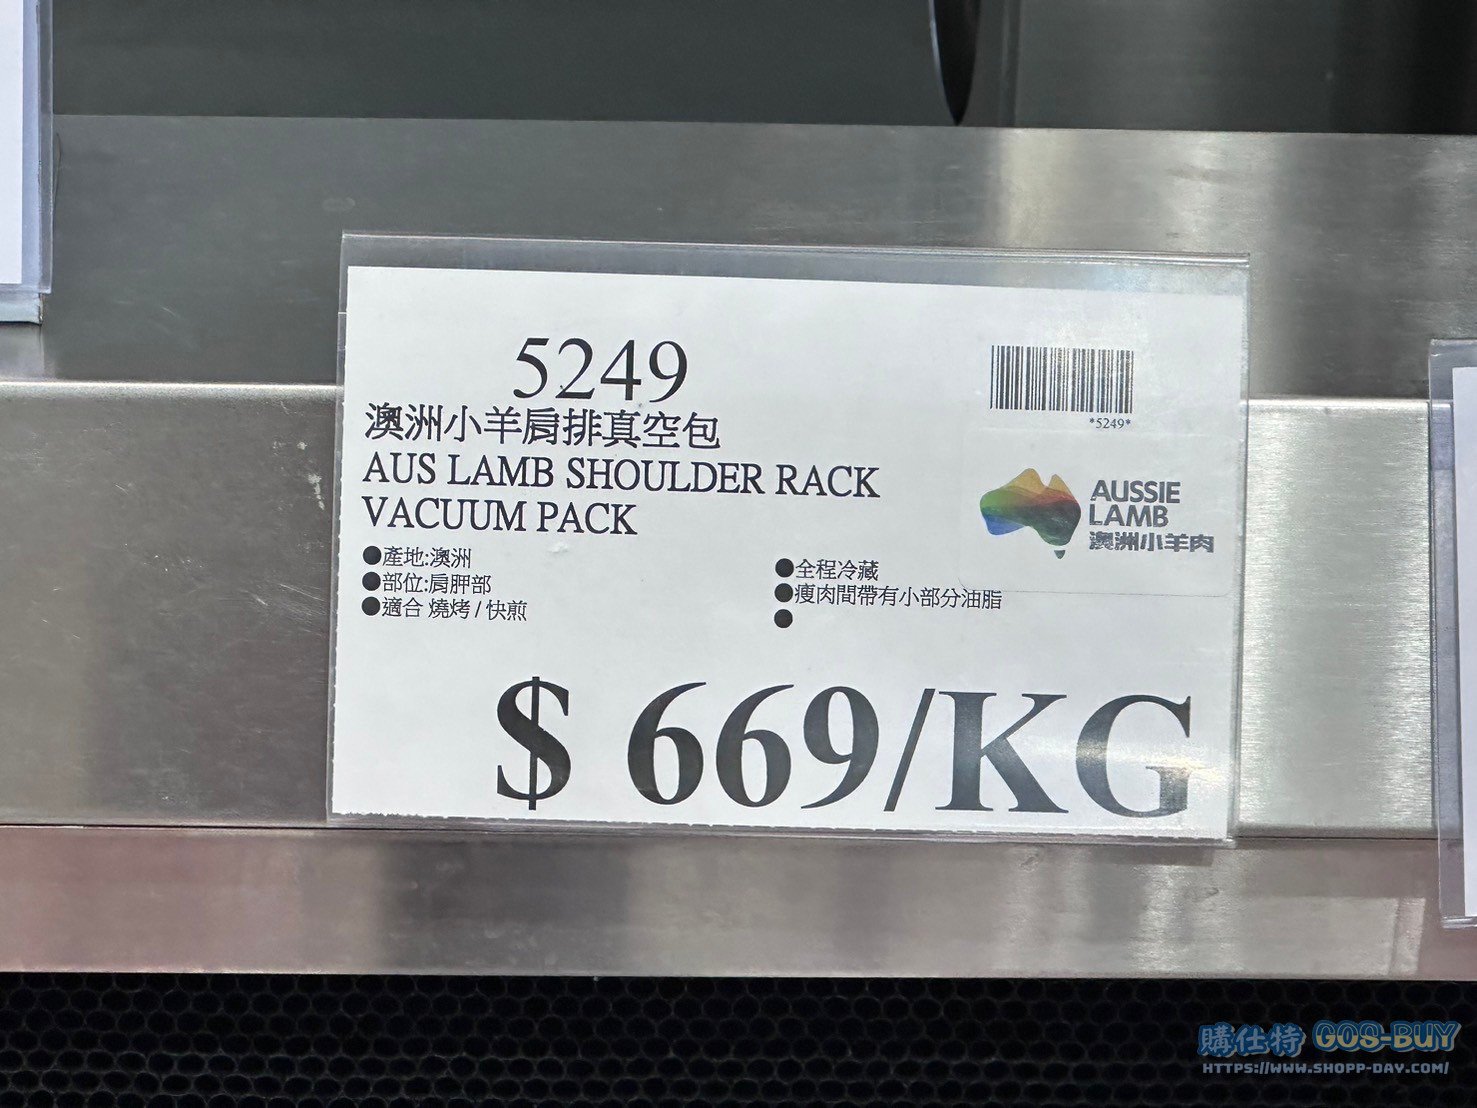 5249
澳洲小羊肩排真空包
AUS LAMB SHOULDER RACK
VACUUM PACK
●產地:澳洲
●部位:肩胛部
●適合 燒烤 / 快煎
●全程冷藏
●瘦肉間帶有小部分油脂
●
*5249*
AUSSIE
LAMB
澳洲小羊肉
$ 669/KG
購仕特 GOS-BUY
HTTPS://WWW.SHOPP-DAY.COM/